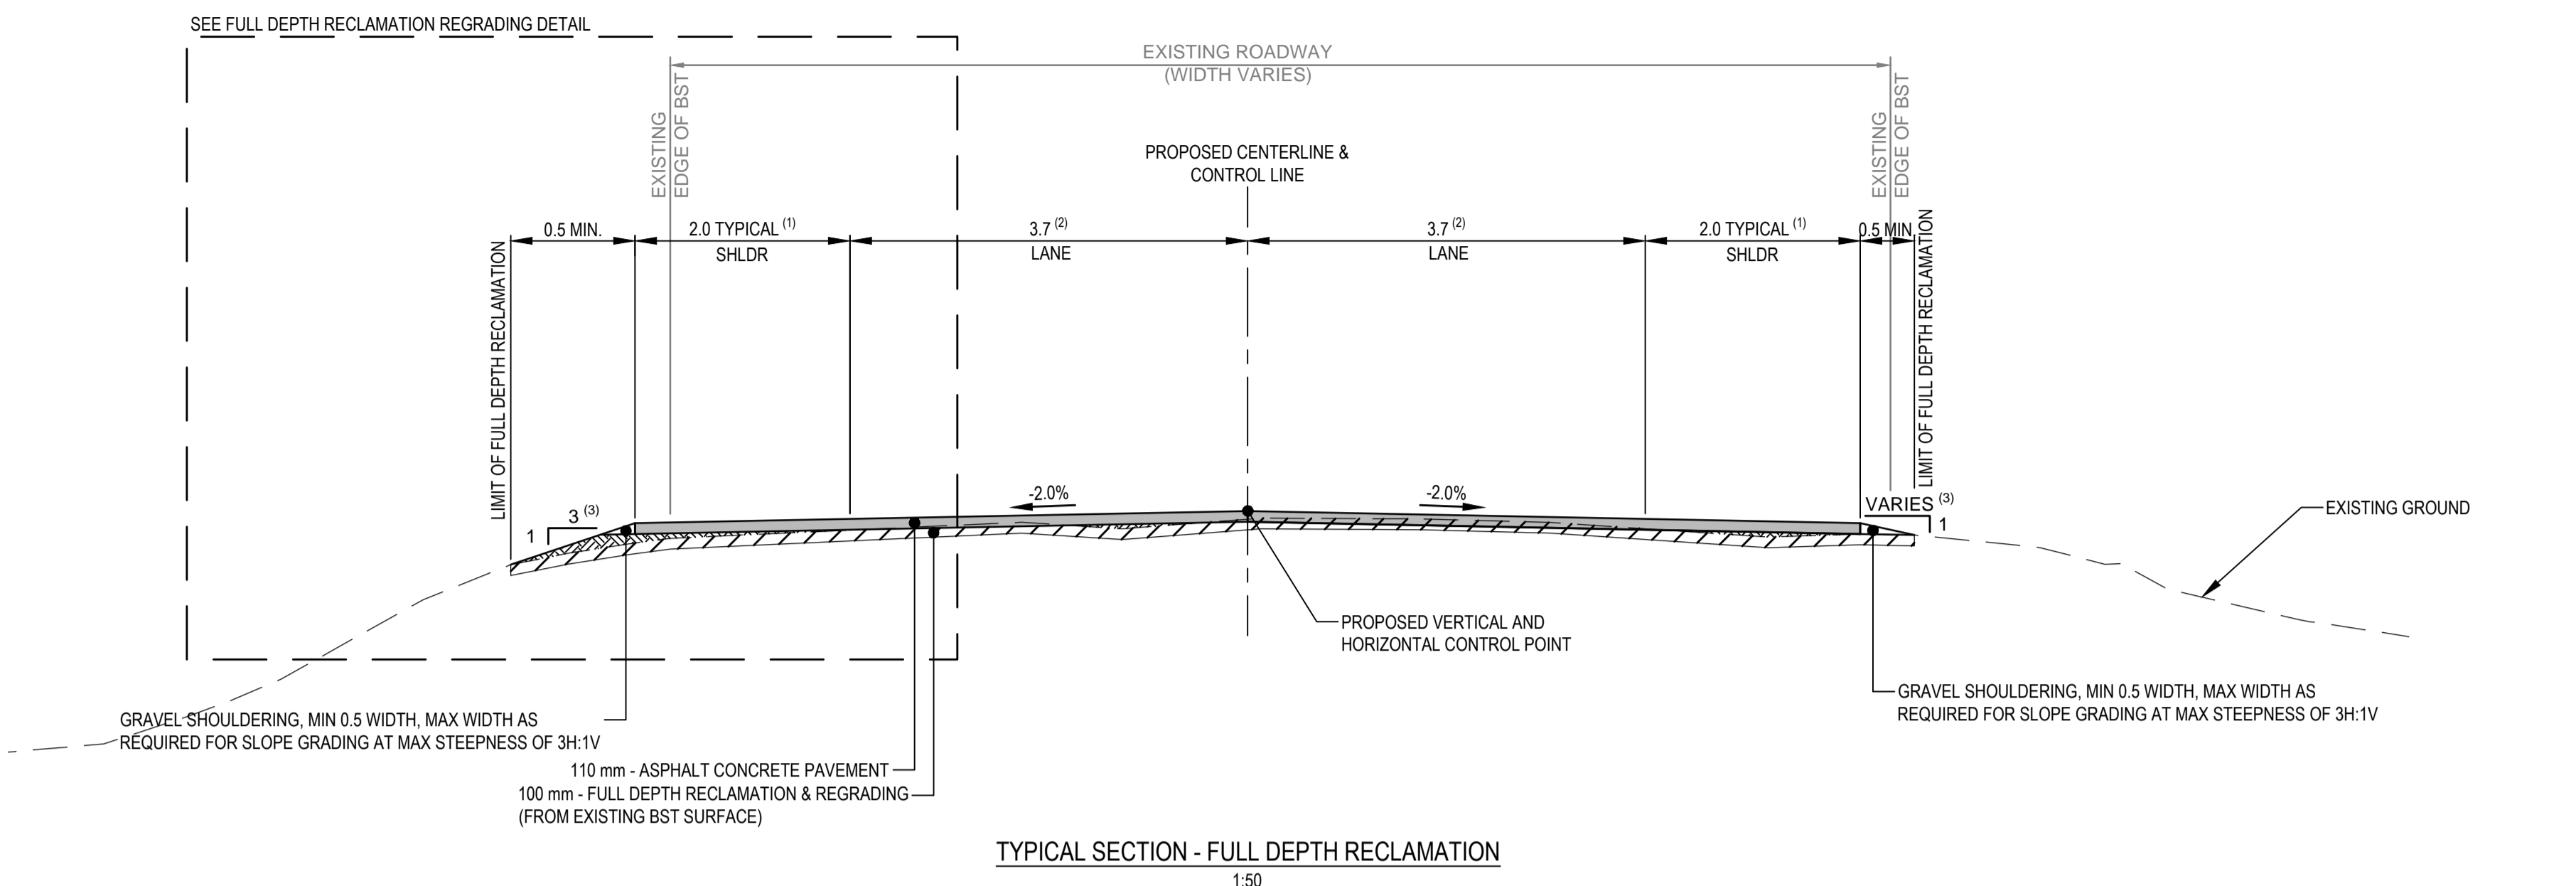 SEE FULL DEPTH RECLAMATION REGRADING DETAIL
EXISTING ROADWAY
(WIDTH VARIES)
EXISTING
EDGE OF BST
EXISTING
EDGE OF BST
PROPOSED CENTERLINE &
CONTROL LINE
0.5 MIN.
2.0 TYPICAL (1)
SHLDR
3.7 (2)
LANE
3.7 (2)
LANE
2.0 TYPICAL (1)
SHLDR
0.5 MIN.
LIMIT OF FULL DEPTH RECLAMATION
LIMIT OF FULL DEPTH RECLAMATION
-2.0%
-2.0%
3 (3)
1
VARIES (3)
1
EXISTING GROUND
PROPOSED VERTICAL AND
HORIZONTAL CONTROL POINT
GRAVEL SHOULDERING, MIN 0.5 WIDTH, MAX WIDTH AS
REQUIRED FOR SLOPE GRADING AT MAX STEEPNESS OF 3H:1V
GRAVEL SHOULDERING, MIN 0.5 WIDTH, MAX WIDTH AS
REQUIRED FOR SLOPE GRADING AT MAX STEEPNESS OF 3H:1V
110 mm - ASPHALT CONCRETE PAVEMENT
100 mm - FULL DEPTH RECLAMATION & REGRADING
(FROM EXISTING BST SURFACE)
TYPICAL SECTION - FULL DEPTH RECLAMATION
1:50